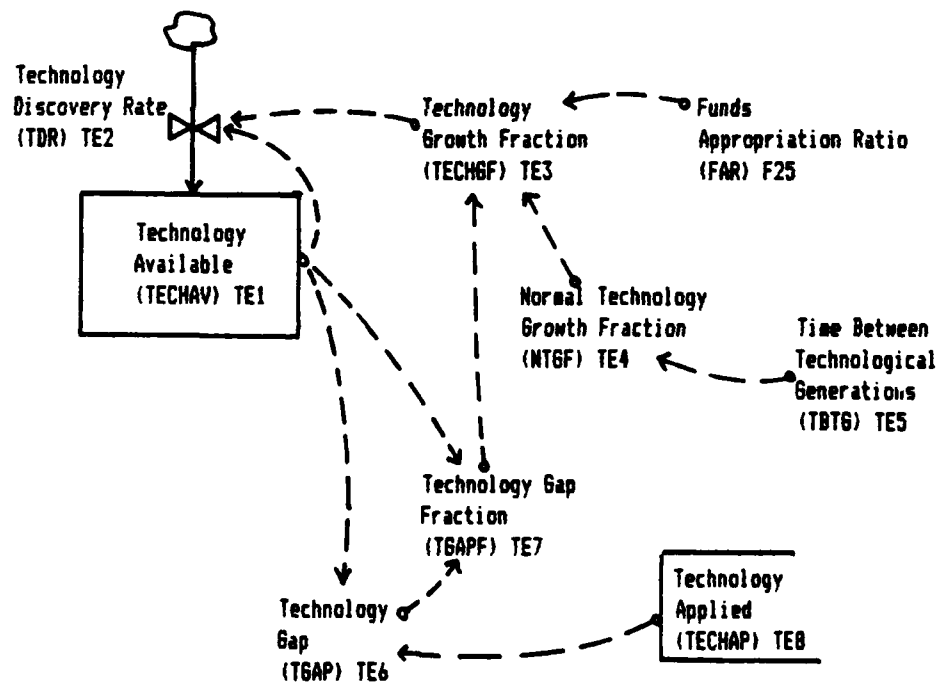 Technology
Discovery Rate
(TDR) TE2
Technology
Growth Fraction
(TECHGF) TE3
Funds
Appropriation Ratio
(FAR) F25
Technology
Available
(TECHAV) TE1
Normal Technology
Growth Fraction
(NTGF) TE4
Time Between
Technological
Generations
(TBTG) TE5
Technology Gap
Fraction
(TGAPF) TE7
Technology
Gap
(TGAP) TE6
Technology
Applied
(TECHAP) TE8